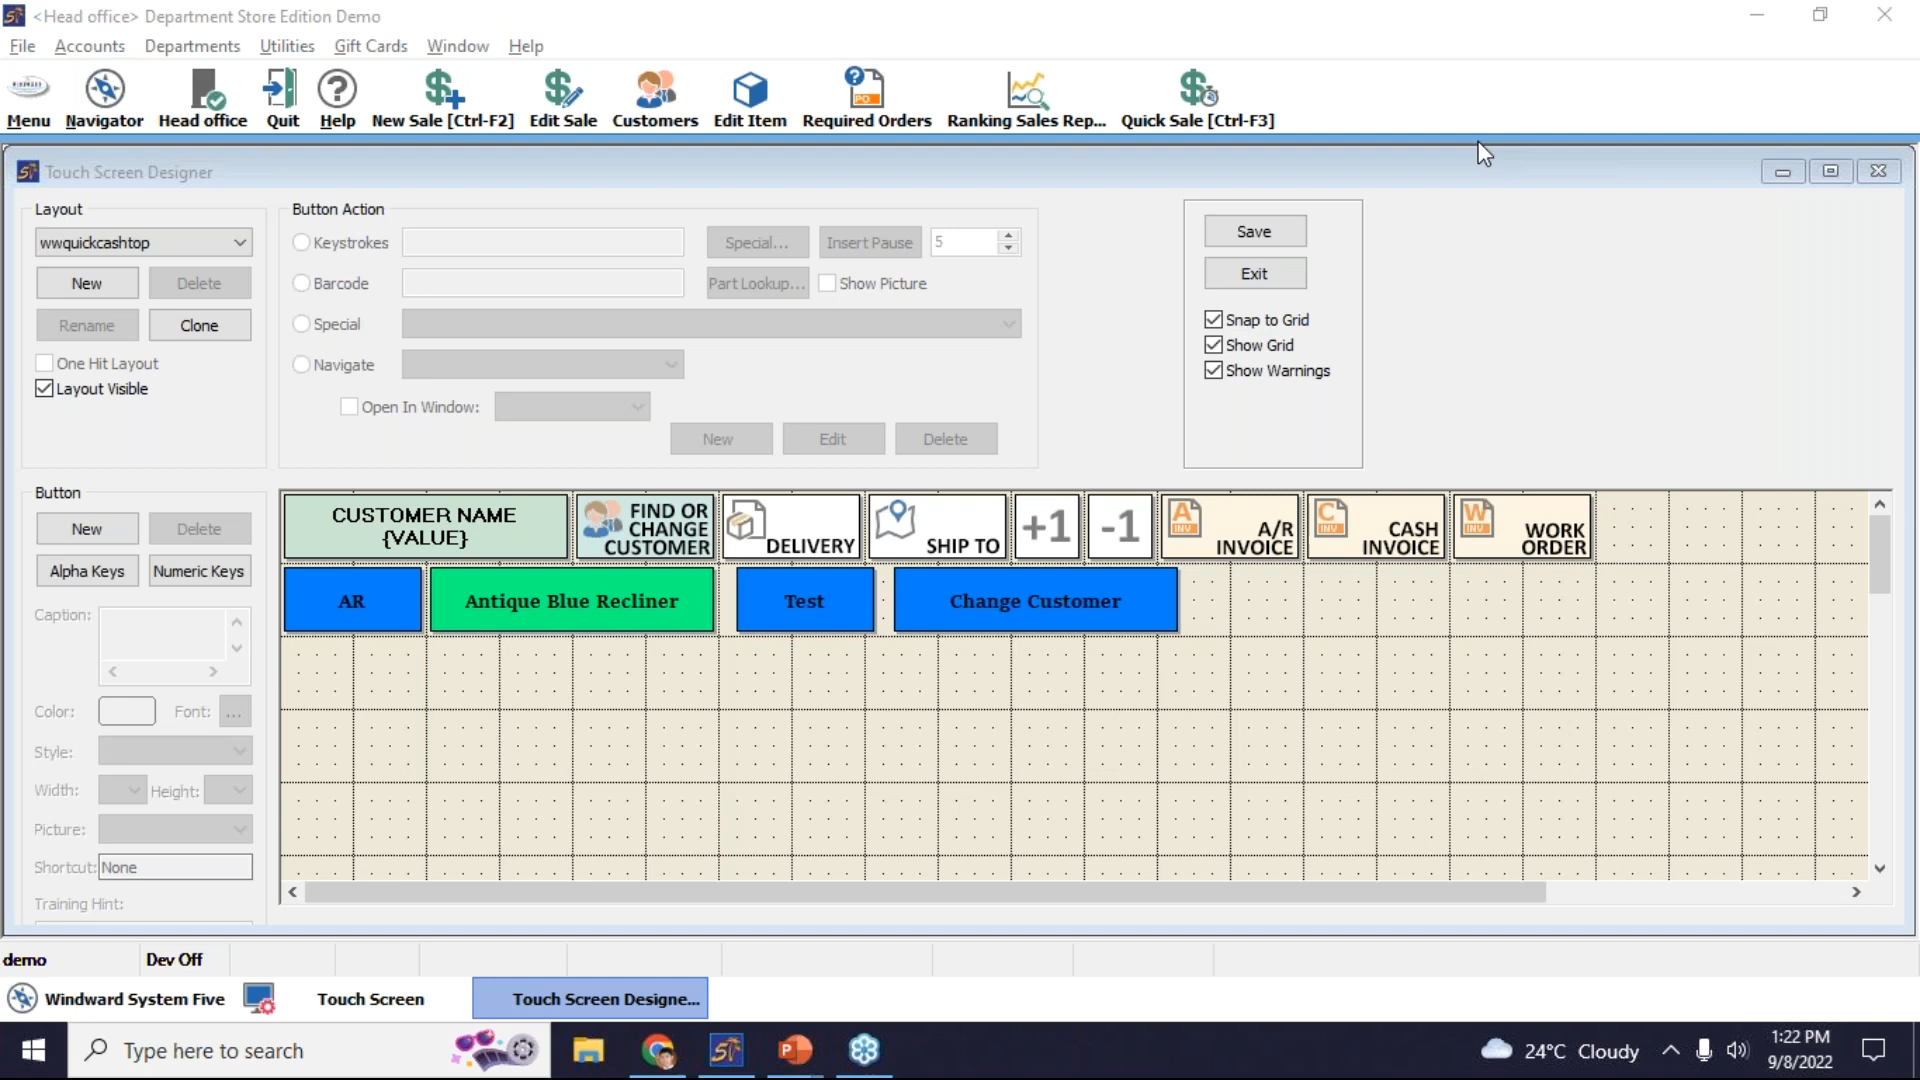 <Head office> Department Store Edition Demo
File Accounts Departments Utilities Gift Cards Window Help
Menu Navigator Head office Quit Help New Sale [Ctrl-F2] Edit Sale Customers Edit Item Required Orders Ranking Sales Rep... Quick Sale [Ctrl-F3]
Touch Screen Designer
Layout
wwquickcashtop
New Delete
Rename Clone
One Hit Layout
Layout Visible
Button Action
Keystrokes Special... Insert Pause 5
Barcode Part Lookup... Show Picture
Special
Navigate
Open In Window:
New Edit Delete
Save
Exit
Snap to Grid
Show Grid
Show Warnings
Button
New Delete
Alpha Keys Numeric Keys
Caption:
Color: Font: ...
Style:
Width: Height:
Picture:
Shortcut: None
Training Hint:
CUSTOMER NAME
{VALUE}
FIND OR
CHANGE
CUSTOMER
DELIVERY
SHIP TO
+1
-1
A
INV
A/R
INVOICE
C
INV
CASH
INVOICE
W
INV
WORK
ORDER
AR
Antique Blue Recliner
Test
Change Customer
demo Dev Off
Windward System Five Touch Screen Touch Screen Designe...
Type here to search
24°C Cloudy
1:22 PM
9/8/2022